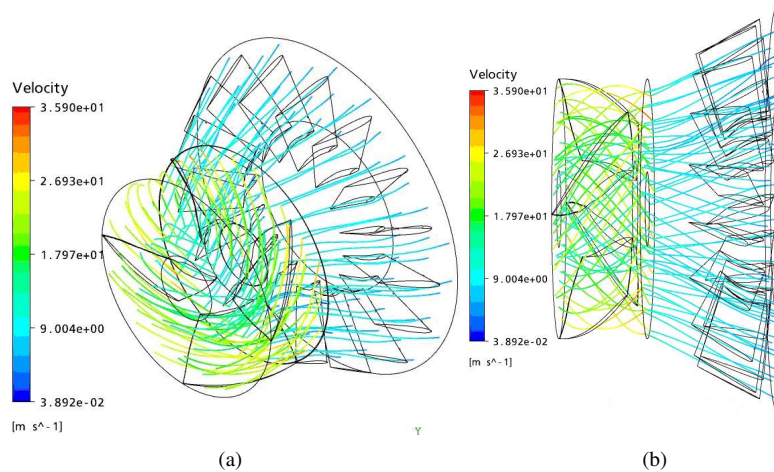 Velocity
3.590e+01
2.693e+01
1.797e+01
9.004e+00
3.892e-02
[m s^-1]
Y
(a)
Velocity
3.590e+01
2.693e+01
1.797e+01
9.004e+00
3.892e-02
[m s^-1]
(b)